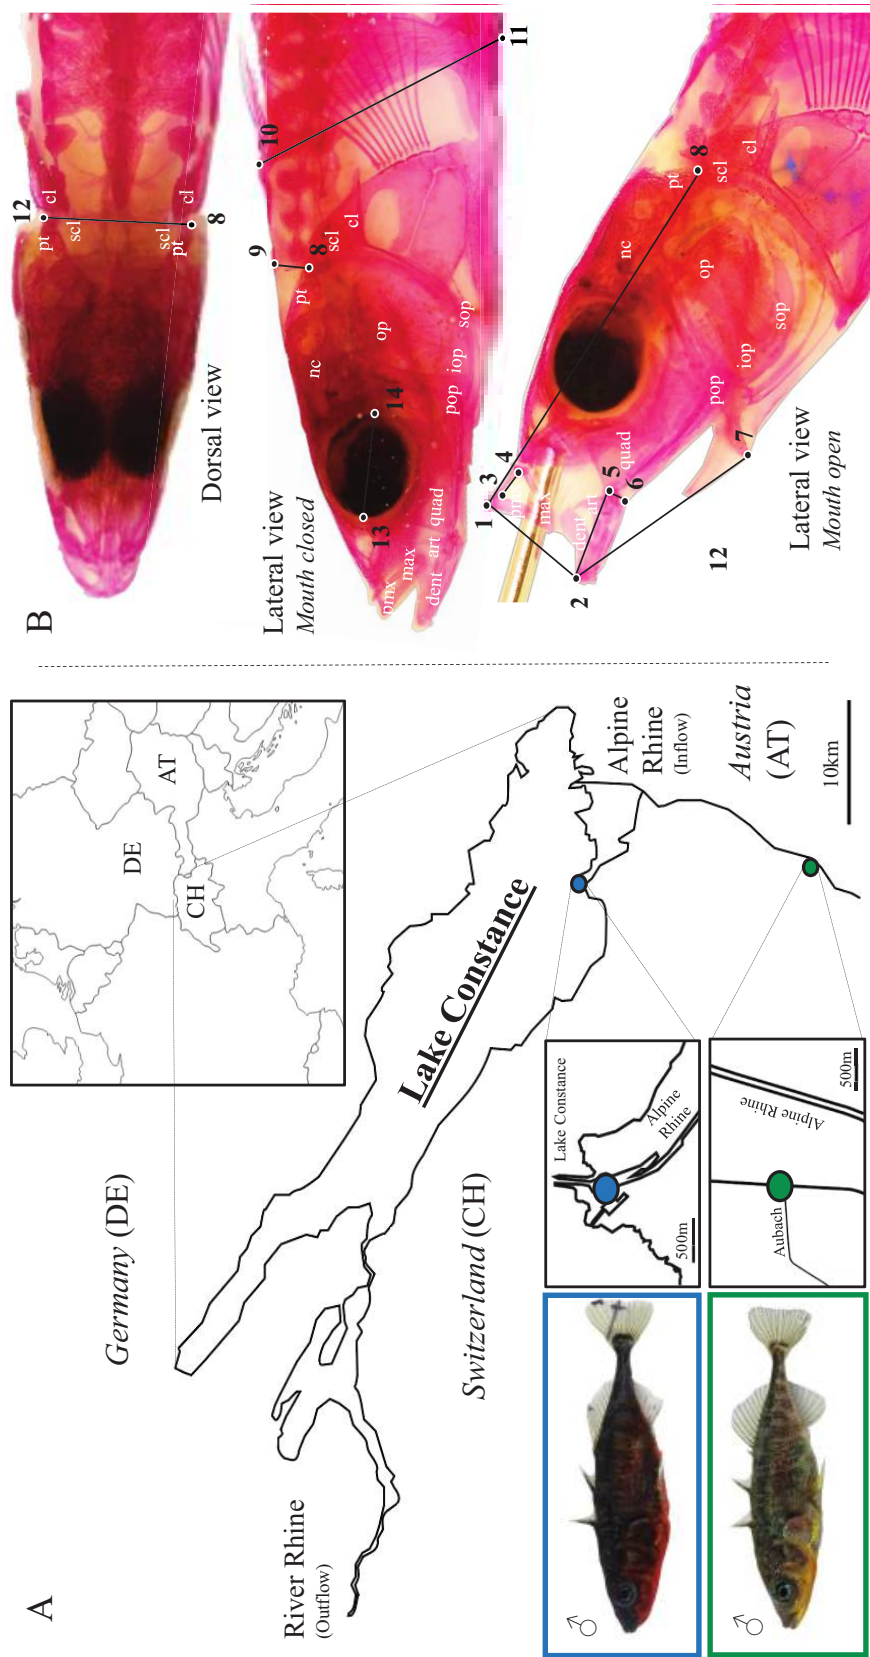 A
Germany (DE)
DE
AT
CH
River Rhine
(Outflow)
Lake Constance
Switzerland (CH)
Alpine
Rhine
(Inflow)
Austria
(AT)
10km
♂
Lake Constance
Alpine
Rhine
500m
♂
Aubach
Alpine Rhine
500m
B
12
pt
cl
scl
scl
pt
cl
8
Dorsal view
Lateral view
Mouth closed
9
10
8
pt
scl
cl
nc
op
13
14
pmx
max
dent
art
quad
pop
iop
sop
11
1
3
4
pmx
max
2
dent
art
5
6
quad
7
pop
iop
sop
op
nc
pt
8
scl
cl
12
Lateral view
Mouth open